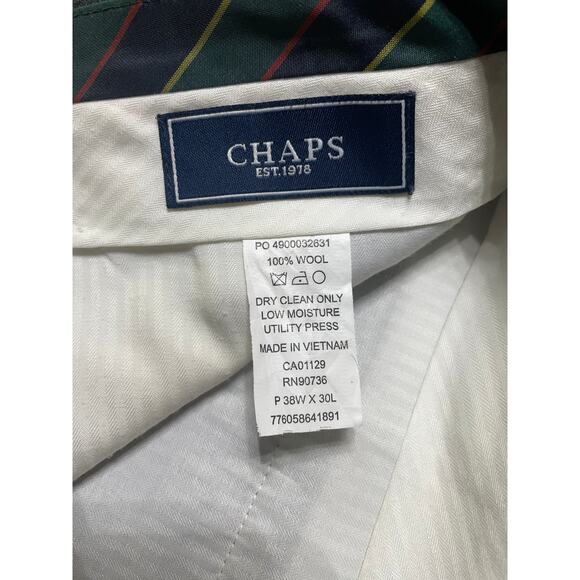 CHAPS
EST.1978
PO 4900032631
100% WOOL
DRY CLEAN ONLY
LOW MOISTURE
UTILITY PRESS
MADE IN VIETNAM
CA01129
RN90736
P 38W X 30L
776058641891